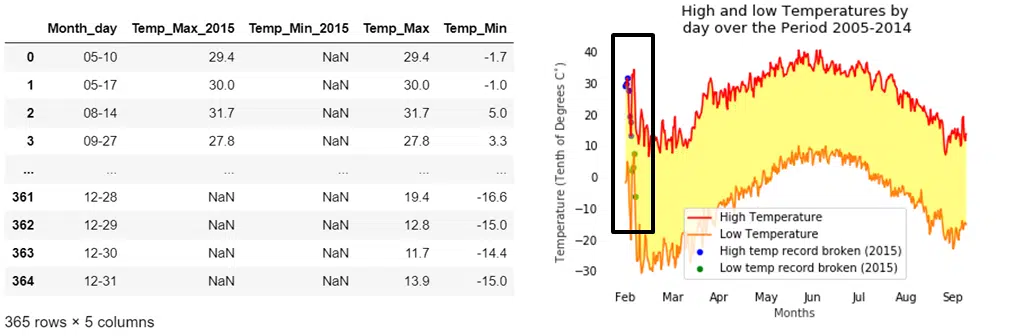 Month_day Temp_Max_2015 Temp_Min_2015 Temp_Max Temp_Min
0 05-10 29.4 NaN 29.4 -1.7
1 05-17 30.0 NaN 30.0 -1.0
2 08-14 31.7 NaN 31.7 5.0
3 09-27 27.8 NaN 27.8 3.3
... ... ... ... ... ...
361 12-28 NaN NaN 19.4 -16.6
362 12-29 NaN NaN 12.8 -15.0
363 12-30 NaN NaN 11.7 -14.4
364 12-31 NaN NaN 13.9 -15.0
365 rows × 5 columns
High and low Temperatures by
day over the Period 2005-2014
Temperature (Tenth of Degrees C˚)
40
30
20
10
0
−10
−20
−30
High Temperature
Low Temperature
High temp record broken (2015)
Low temp record broken (2015)
Feb Mar Apr May Jun Jul Aug Sep
Months